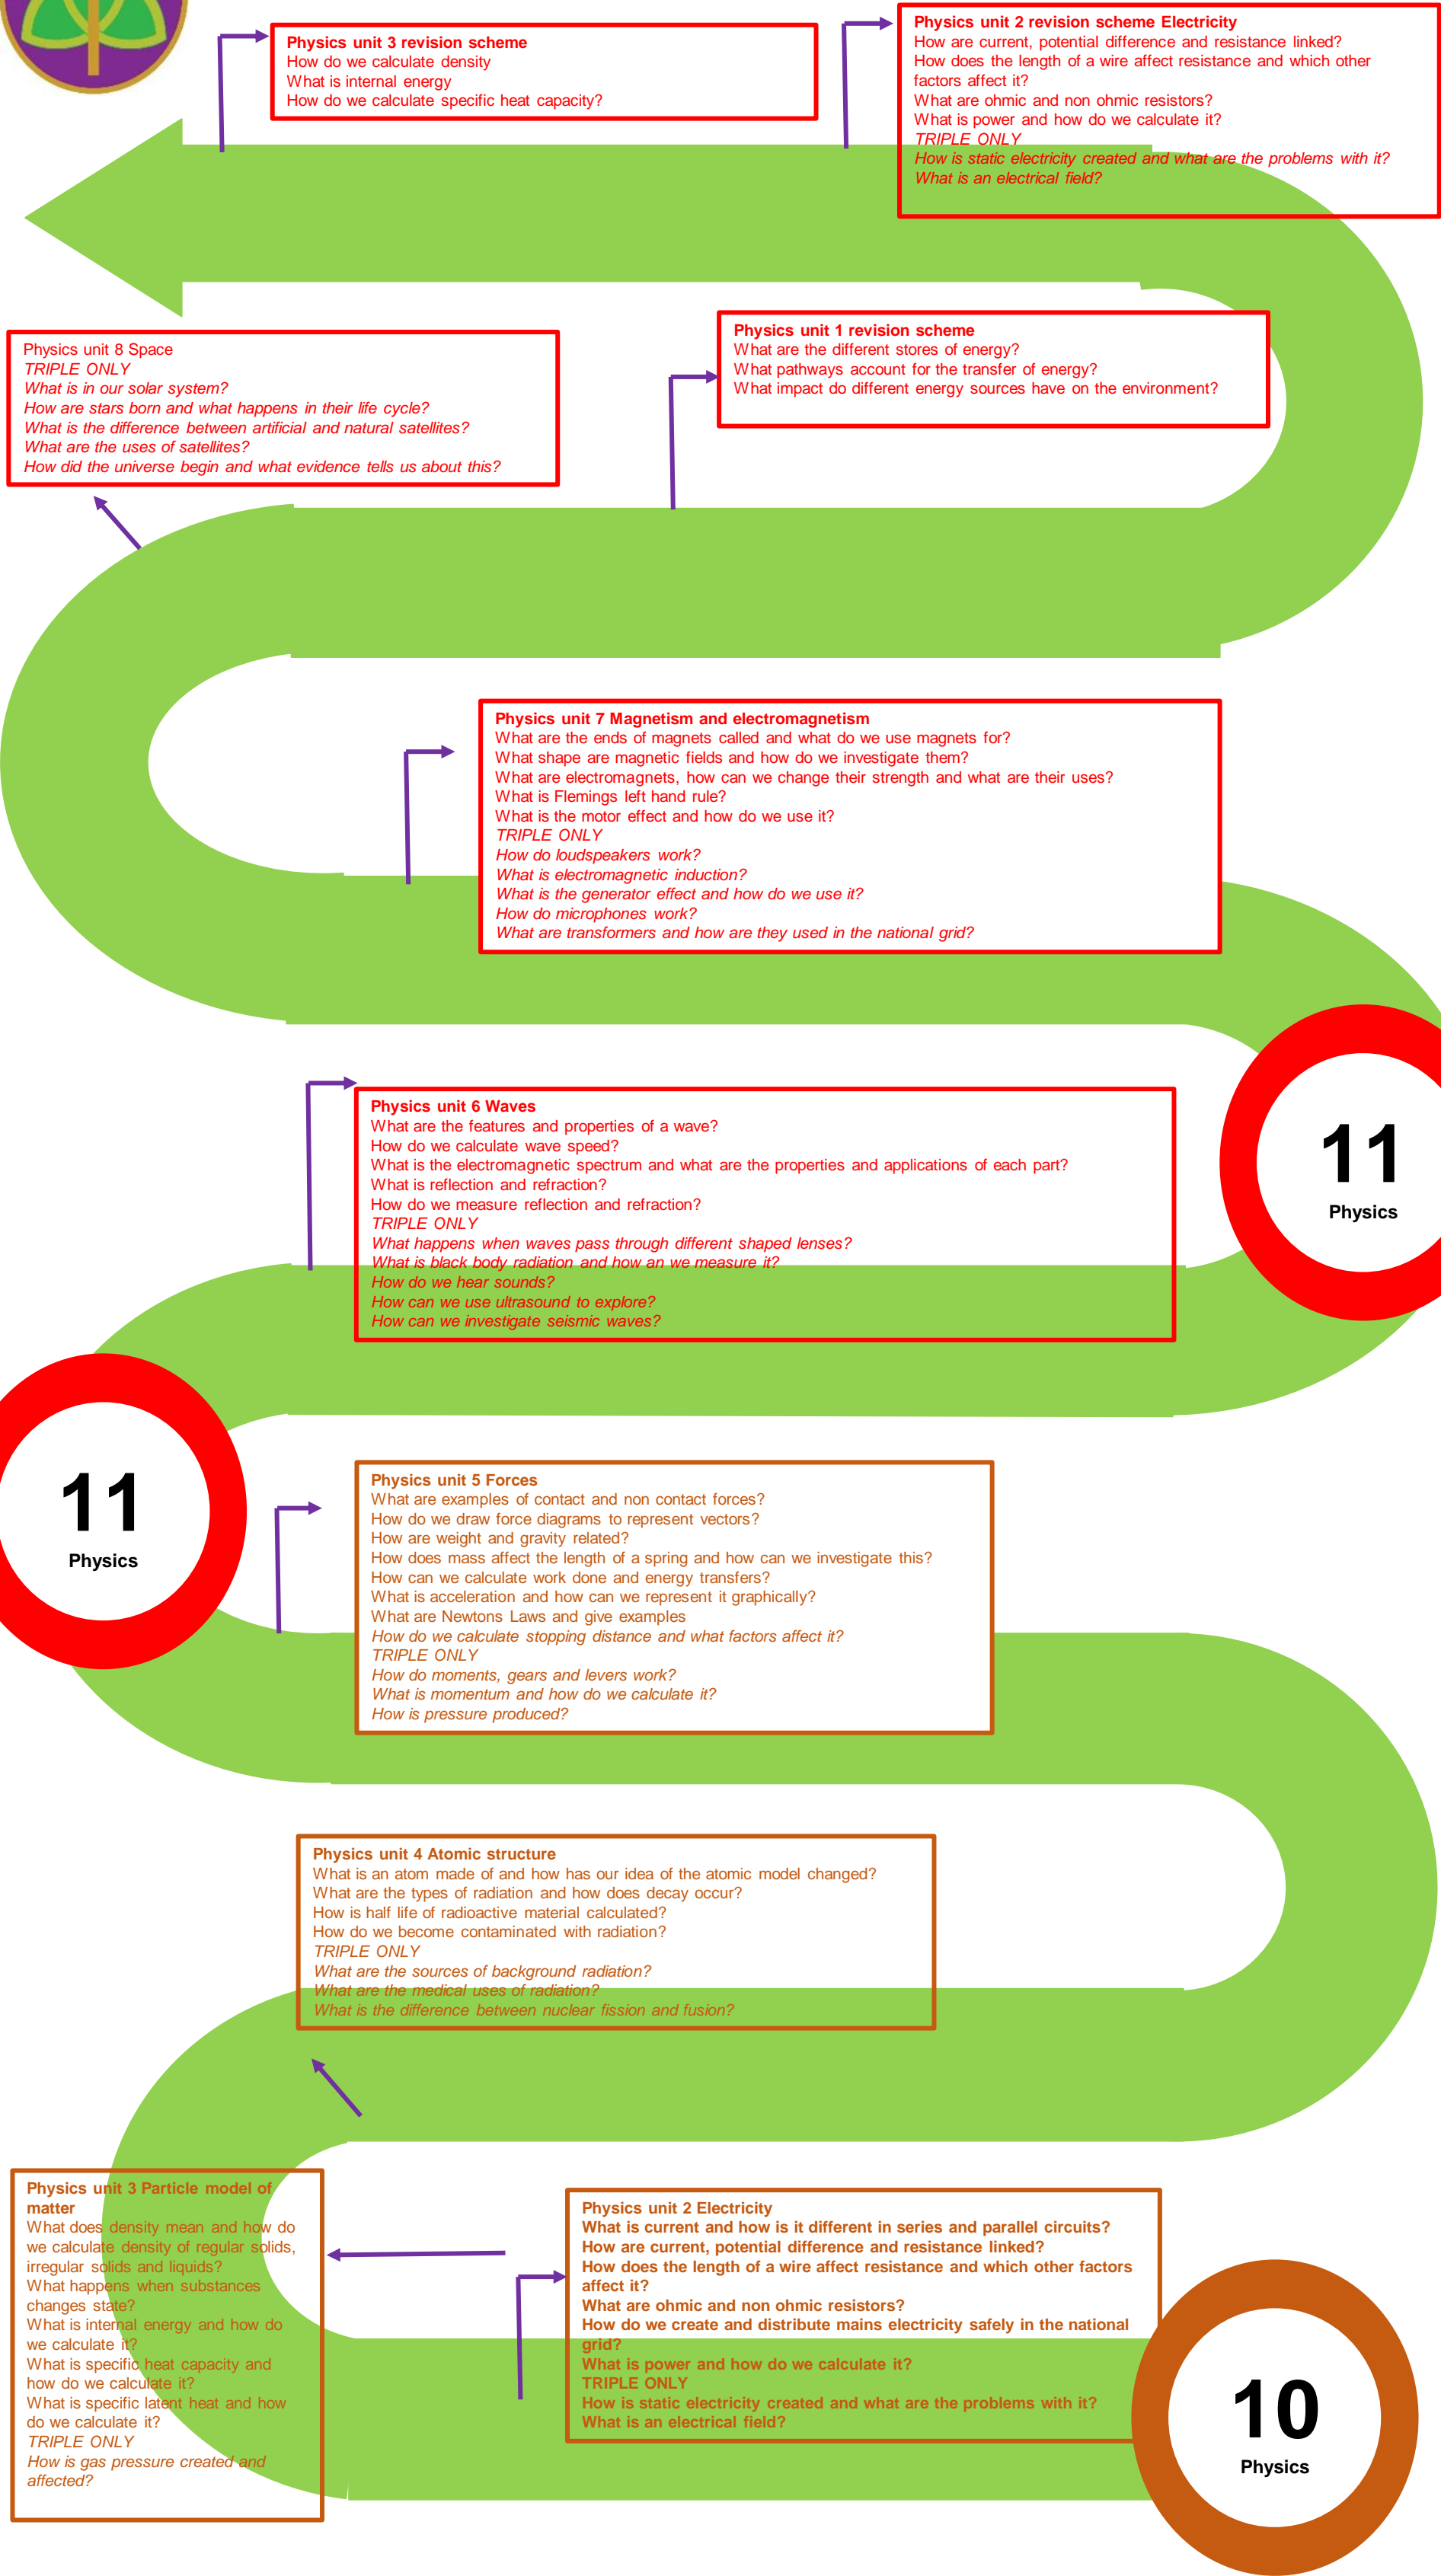 Physics unit 3 revision scheme
How do we calculate density
What is internal energy
How do we calculate specific heat capacity?
Physics unit 2 revision scheme Electricity
How are current, potential difference and resistance linked?
How does the length of a wire affect resistance and which other
factors affect it?
What are ohmic and non ohmic resistors?
What is power and how do we calculate it?
TRIPLE ONLY
How is static electricity created and what are the problems with it?
What is an electrical field?
Physics unit 8 Space
TRIPLE ONLY
What is in our solar system?
How are stars born and what happens in their life cycle?
What is the difference between artificial and natural satellites?
What are the uses of satellites?
How did the universe begin and what evidence tells us about this?
Physics unit 1 revision scheme
What are the different stores of energy?
What pathways account for the transfer of energy?
What impact do different energy sources have on the environment?
Physics unit 7 Magnetism and electromagnetism
What are the ends of magnets called and what do we use magnets for?
What shape are magnetic fields and how do we investigate them?
What are electromagnets, how can we change their strength and what are their uses?
What is Flemings left hand rule?
What is the motor effect and how do we use it?
TRIPLE ONLY
How do loudspeakers work?
What is electromagnetic induction?
What is the generator effect and how do we use it?
How do microphones work?
What are transformers and how are they used in the national grid?
11
Physics
Physics unit 6 Waves
What are the features and properties of a wave?
How do we calculate wave speed?
What is the electromagnetic spectrum and what are the properties and applications of each part?
What is reflection and refraction?
How do we measure reflection and refraction?
TRIPLE ONLY
What happens when waves pass through different shaped lenses?
What is black body radiation and how an we measure it?
How do we hear sounds?
How can we use ultrasound to explore?
How can we investigate seismic waves?
11
Physics
Physics unit 5 Forces
What are examples of contact and non contact forces?
How do we draw force diagrams to represent vectors?
How are weight and gravity related?
How does mass affect the length of a spring and how can we investigate this?
How can we calculate work done and energy transfers?
What is acceleration and how can we represent it graphically?
What are Newtons Laws and give examples
How do we calculate stopping distance and what factors affect it?
TRIPLE ONLY
How do moments, gears and levers work?
What is momentum and how do we calculate it?
How is pressure produced?
Physics unit 4 Atomic structure
What is an atom made of and how has our idea of the atomic model changed?
What are the types of radiation and how does decay occur?
How is half life of radioactive material calculated?
How do we become contaminated with radiation?
TRIPLE ONLY
What are the sources of background radiation?
What are the medical uses of radiation?
What is the difference between nuclear fission and fusion?
Physics unit 3 Particle model of
matter
What does density mean and how do
we calculate density of regular solids,
irregular solids and liquids?
What happens when substances
changes state?
What is internal energy and how do
we calculate it?
What is specific heat capacity and
how do we calculate it?
What is specific latent heat and how
do we calculate it?
TRIPLE ONLY
How is gas pressure created and
affected?
Physics unit 2 Electricity
What is current and how is it different in series and parallel circuits?
How are current, potential difference and resistance linked?
How does the length of a wire affect resistance and which other factors
affect it?
What are ohmic and non ohmic resistors?
How do we create and distribute mains electricity safely in the national
grid?
What is power and how do we calculate it?
TRIPLE ONLY
How is static electricity created and what are the problems with it?
What is an electrical field?
10
Physics